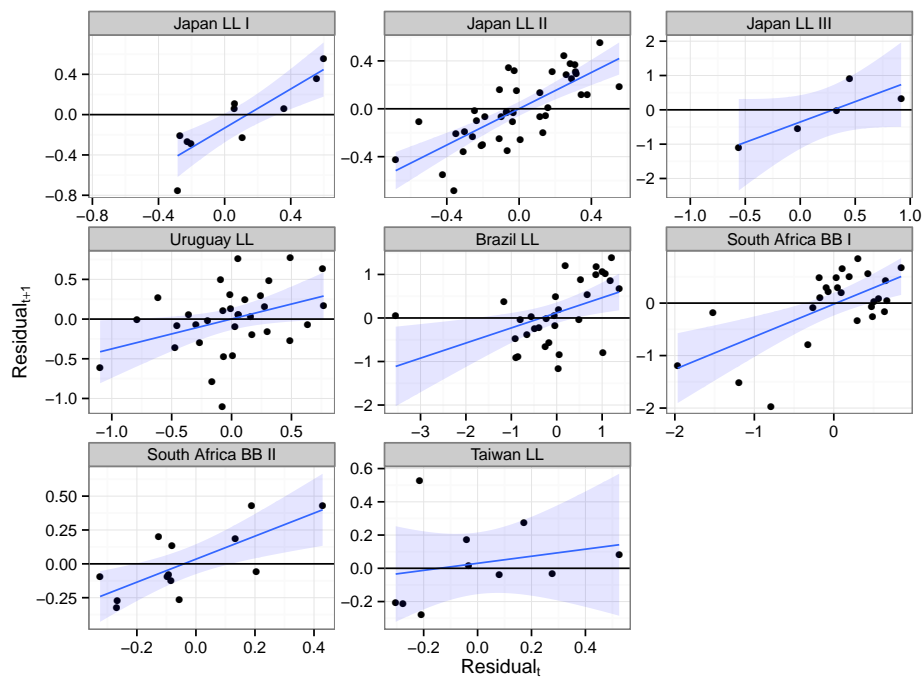 Japan LL I Japan LL II Japan LL III
0.4 0.4 2
0.0 0.0 1
−0.4 −0.4 0
−0.8 −1
−2
−0.8 −0.4 0.0 0.4 −0.4 0.0 0.4 −1.0 −0.5 0.0 0.5 1.0
Uruguay LL Brazil LL South Africa BB I
0.5 1 1
0.0 0 0
−0.5 −1 −1
−1.0 −2 −2
−1.0 −0.5 0.0 0.5 −3 −2 −1 0 1 −2 −1 0
South Africa BB II Taiwan LL
0.50 0.6
0.25 0.4
0.00 0.2
−0.25 0.0
−0.2
−0.2 0.0 0.2 0.4 −0.2 0.0 0.2 0.4
Residual t+1
Residual t